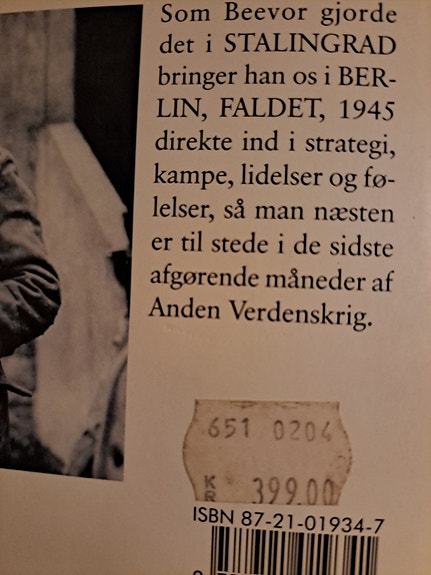 Som Beevor gjorde
det i STALINGRAD
bringer han os i BER-
LIN, FALDET, 1945
direkte ind i strategi,
kampe, lidelser og fø-
lelser, så man næsten
er til stede i de sidste
afgørende måneder af
Anden Verdenskrig.
651 0204
KR 399.00
ISBN 87-21-01934-7